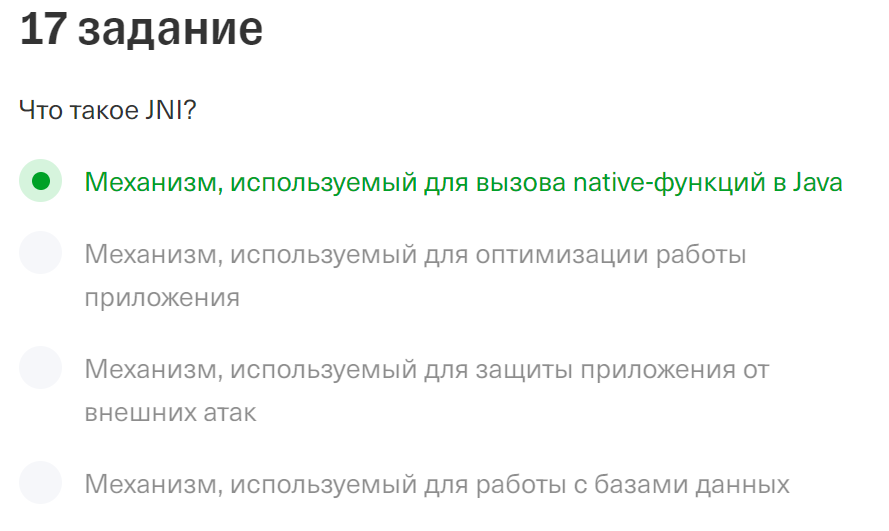 17 задание
Что такое JNI?
Механизм, используемый для вызова native-функций в Java
Механизм, используемый для оптимизации работы
приложения
Механизм, используемый для защиты приложения от
внешних атак
Механизм, используемый для работы с базами данных